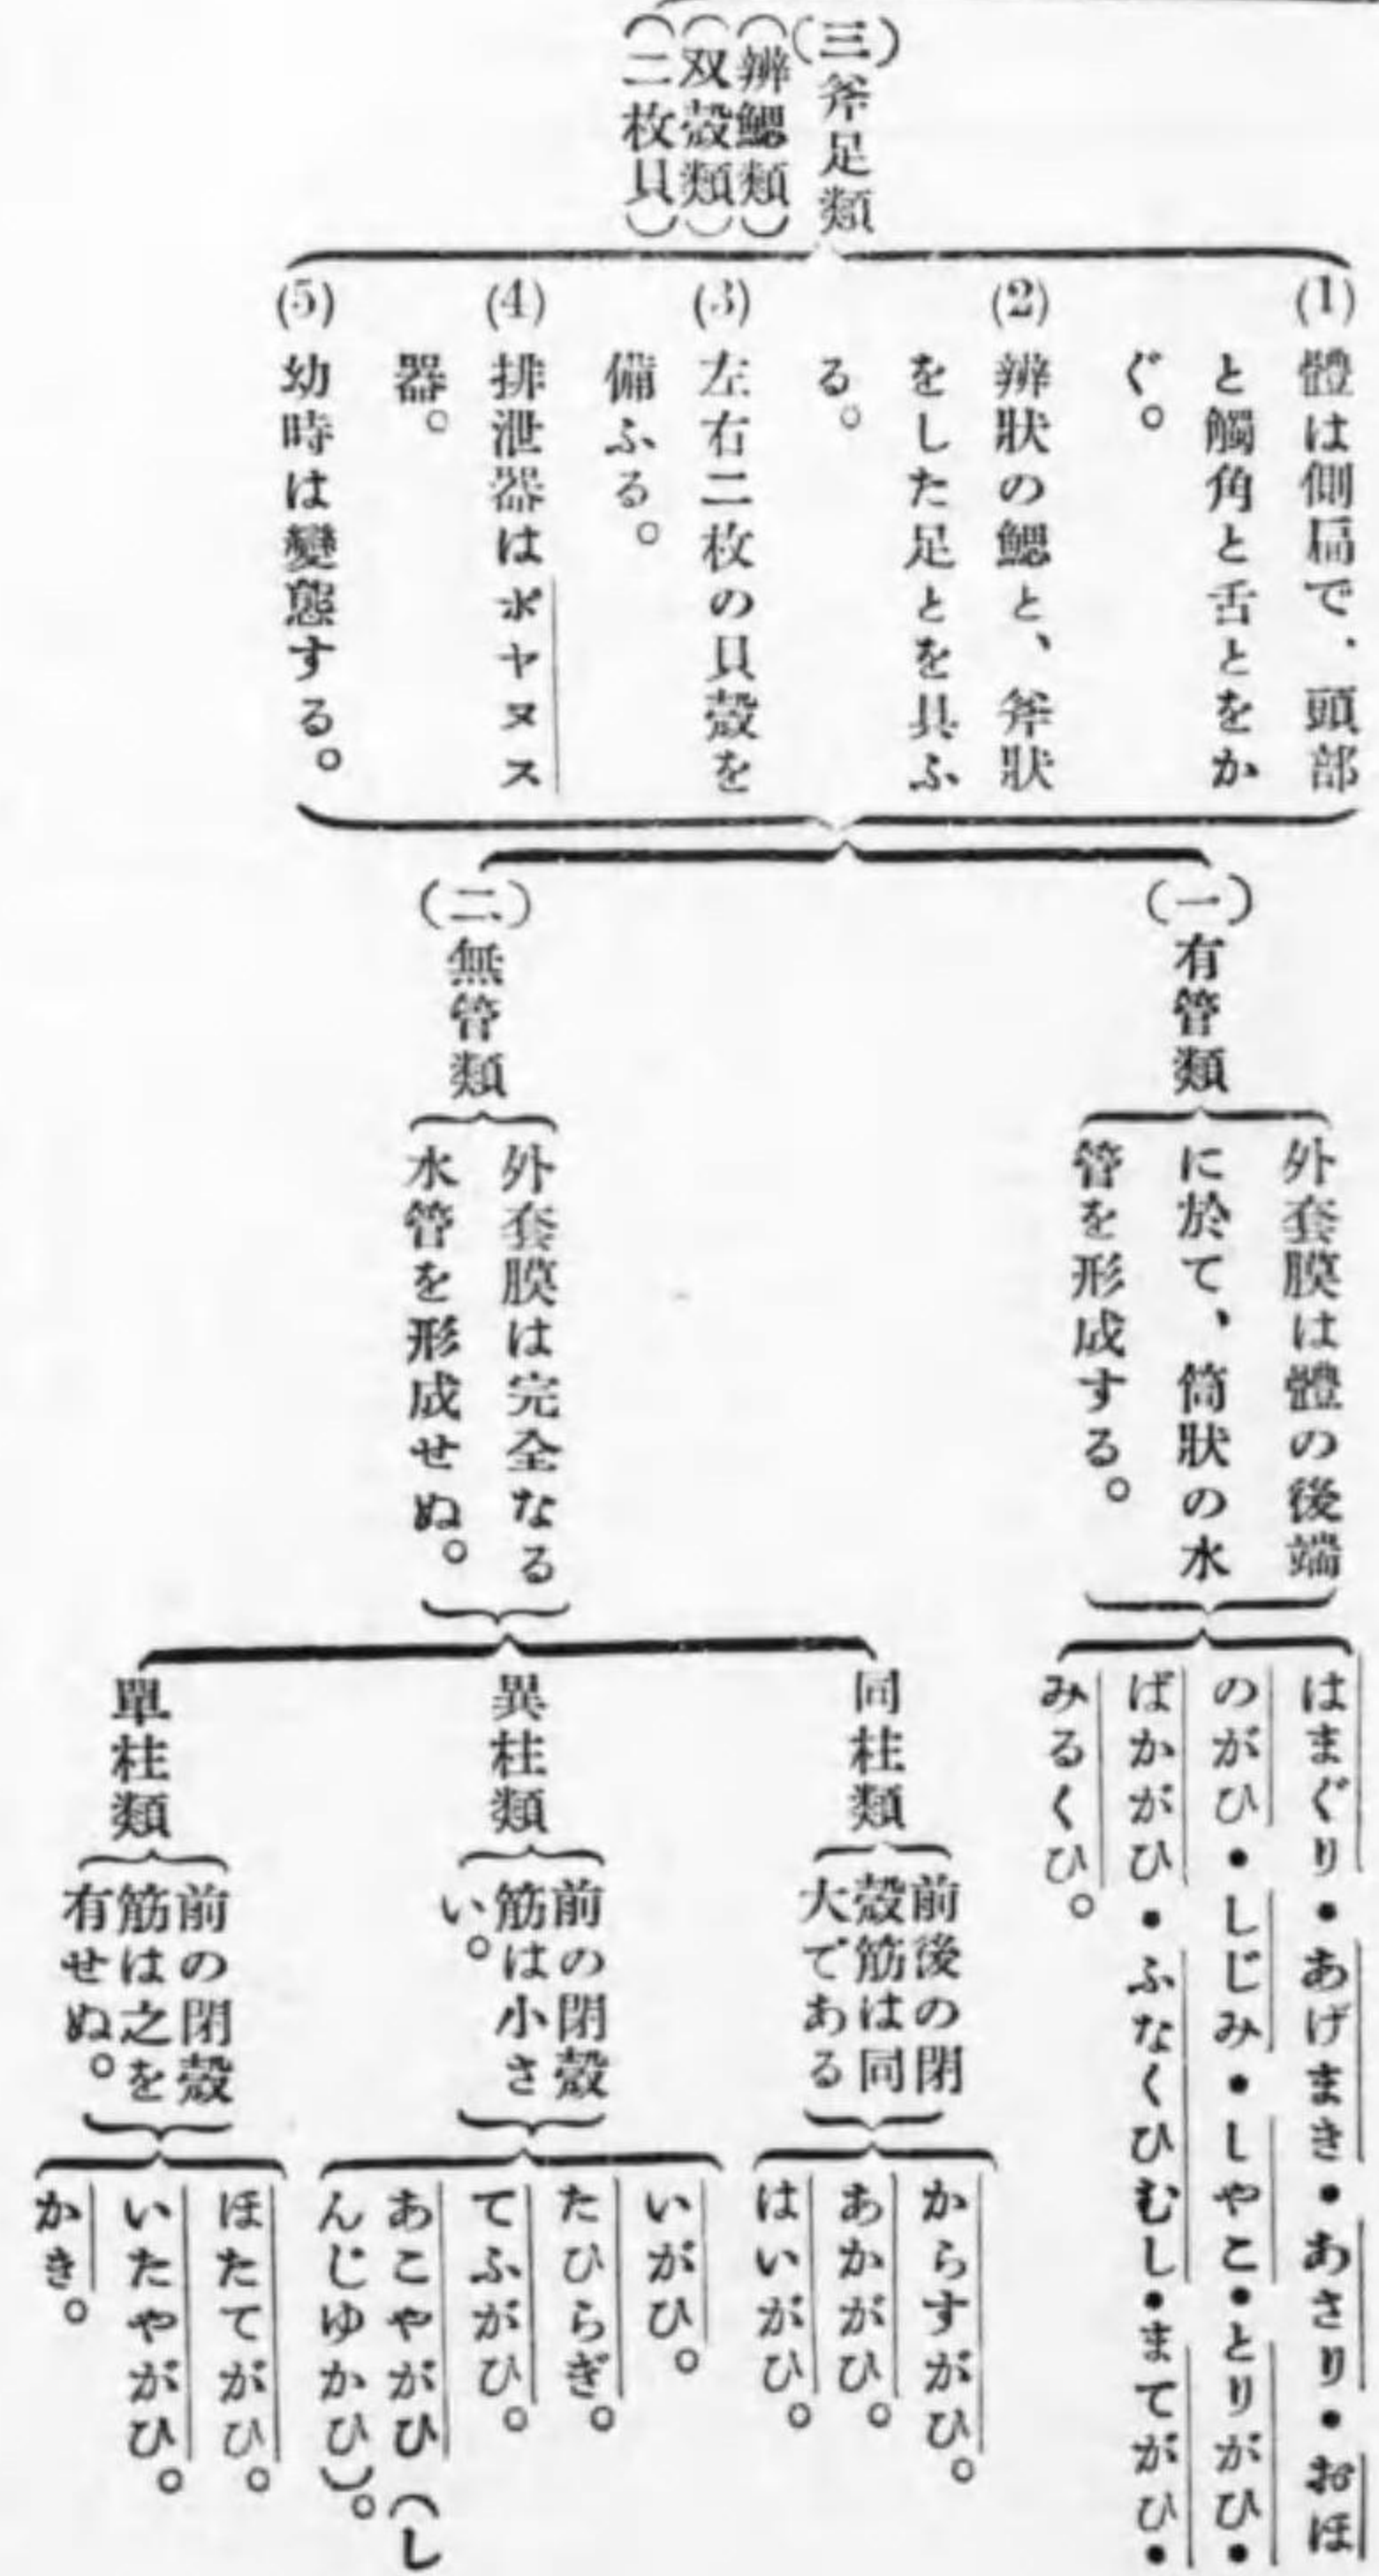 (三)斧足類
(辨鰓類)
(双殼類)
(二枚貝)
(1) 體は側扁で、頭部
と觸角と舌とをか
ぐ。
(2) 辨狀の鰓と、斧狀
をした足とを具ふ
る。
(3) 左右二枚の貝殼を
備ふる。
(4) 排泄器はボヤヌス
器。
(5) 幼時は變態する。
(一)有管類
外套膜は體の後端
に於て、筒狀の水
管を形成する。
はまぐり・あげまき・あさり・おほ
のがひ・しじみ・しやこ・とりがひ・
ばかがひ・ふなくひむし・まてがひ・
みるくひ。
(二)無管類
外套膜は完全なる
水管を形成せぬ。
同柱類
前後の閉
殼筋は同
大である
からすがひ。
あかがひ。
はいがひ。
異柱類
前の閉殼
筋は小さ
い。
いがひ。
たひらぎ。
てふがひ。
あこやがひ(し
んじゆかひ)。
單柱類
前の閉殼
筋は之を
有せぬ。
ほたてがひ。
いたやがひ。
かき。